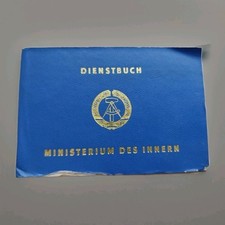 DIENSTBUCH
MINISTERIUM DES INNERN